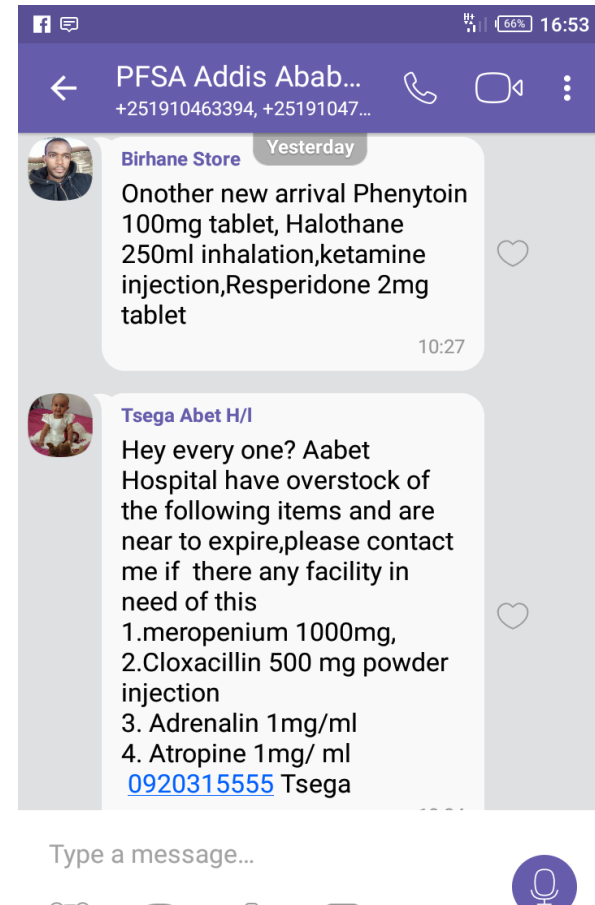 66% 16:53
PFSA Addis Abab...
+251910463394, +25191047...
Yesterday
Birhane Store
Onother new arrival Phenytoin
100mg tablet, Halothane
250ml inhalation,ketamine
injection,Resperidone 2mg
tablet
10:27
Tsega Abet H/l
Hey every one? Aabet
Hospital have overstock of
the following items and are
near to expire,please contact
me if  there any facility in
need of this
1.meropenium 1000mg,
2.Cloxacillin 500 mg powder
injection
3. Adrenalin 1mg/ml
4. Atropine 1mg/ ml
0920315555 Tsega
Type a message...